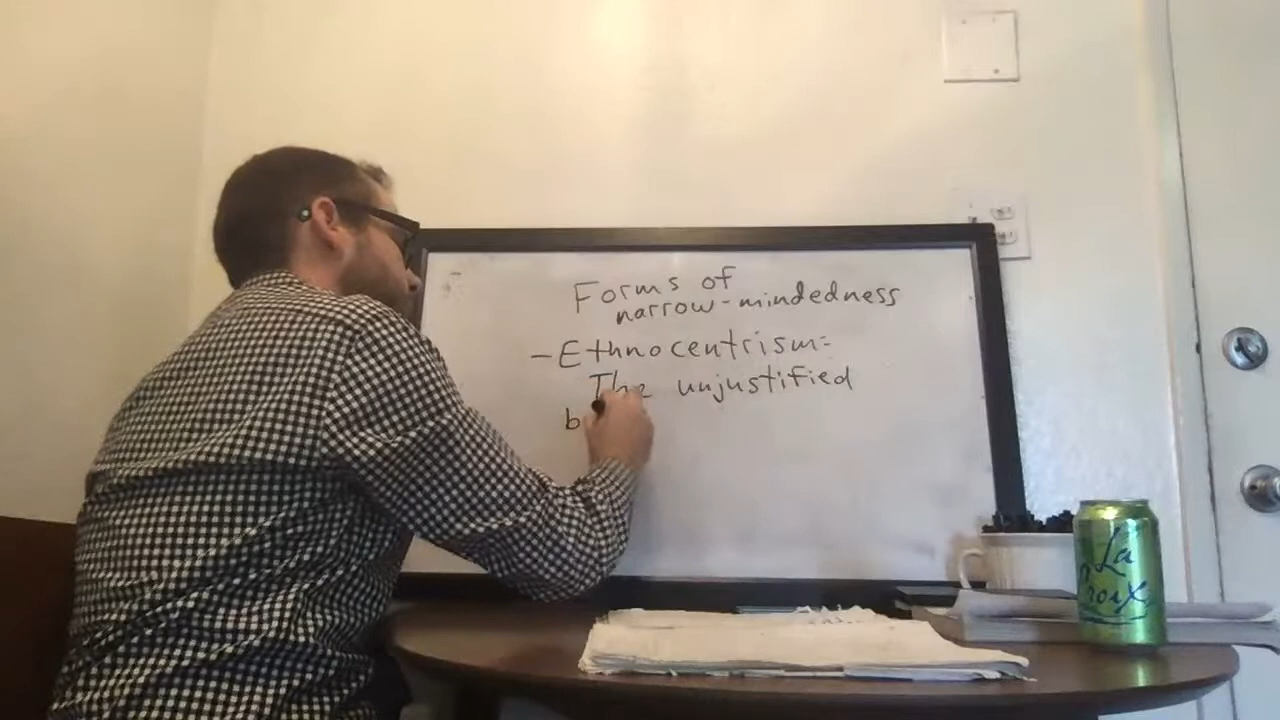 Forms of
narrow-mindedness
- Ethnocentrism:
The unjustified
b
La
Croix